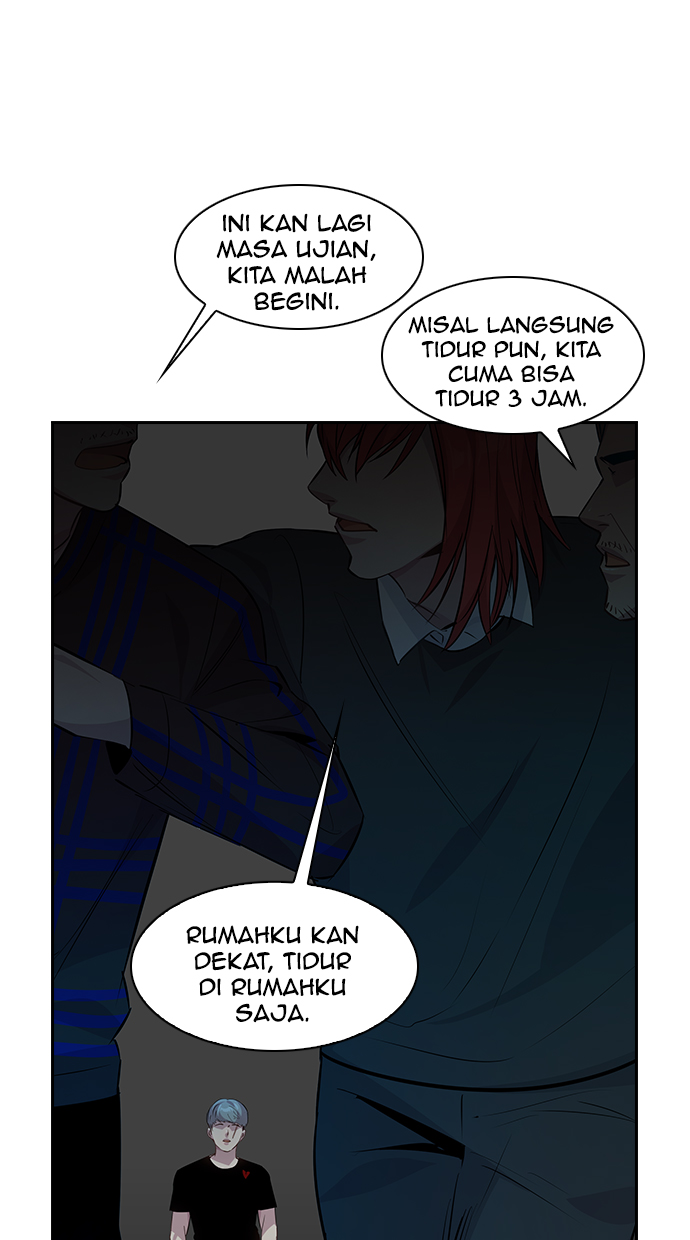 INI KAN LAGI
MASA UJIAN,
KITA MALAH
BEGINI.
MISAL LANGSUNG
TIDUR PUN, KITA
CUMA BISA
TIDUR 3 JAM.
RUMAHKU KAN
DEKAT, TIDUR
DI RUMAHKU
SAJA.